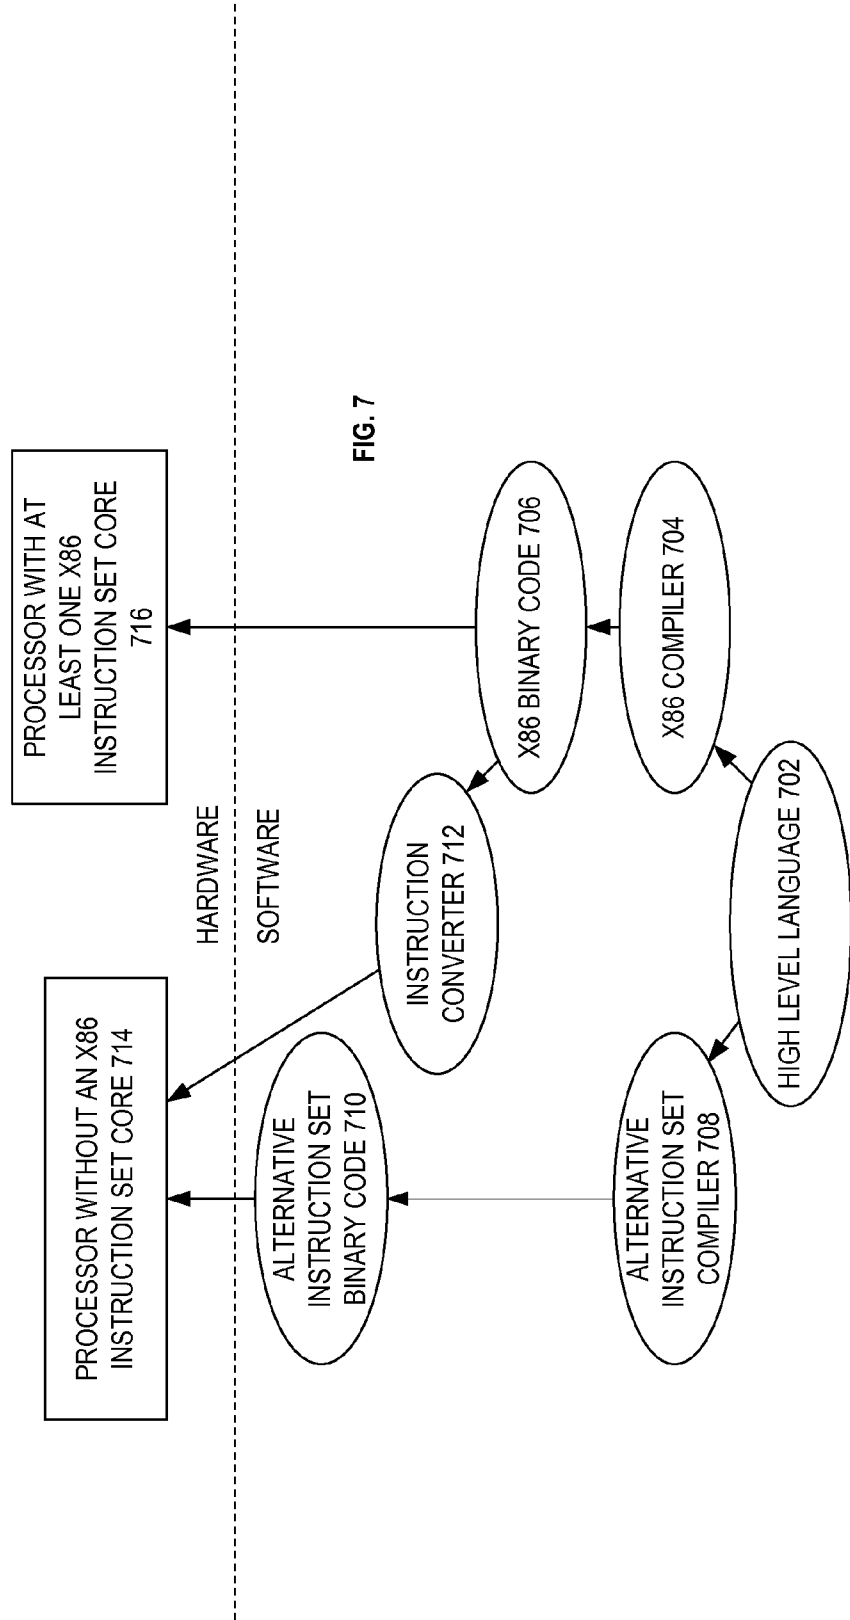 PROCESSOR WITHOUT AN X86
INSTRUCTION SET CORE 714
PROCESSOR WITH AT
LEAST ONE X86
INSTRUCTION SET CORE
716
HARDWARE
SOFTWARE
ALTERNATIVE
INSTRUCTION SET
BINARY CODE 710
INSTRUCTION
CONVERTER 712
X86 BINARY CODE 706
ALTERNATIVE
INSTRUCTION SET
COMPILER 708
X86 COMPILER 704
HIGH LEVEL LANGUAGE 702
FIG. 7